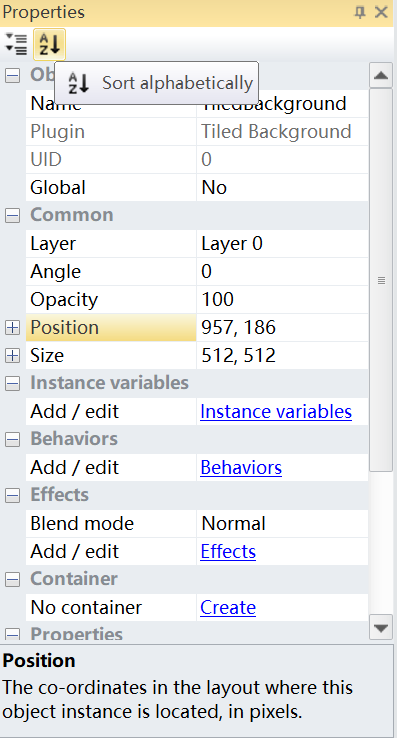 Properties
Sort alphabetically
Name TiledBackground
Plugin Tiled Background
UID 0
Global No
Common
Layer Layer 0
Angle 0
Opacity 100
Position 957, 186
Size 512, 512
Instance variables
Add / edit Instance variables
Behaviors
Add / edit Behaviors
Effects
Blend mode Normal
Add / edit Effects
Container
No container Create
Properties
Position
The co-ordinates in the layout where this
object instance is located, in pixels.